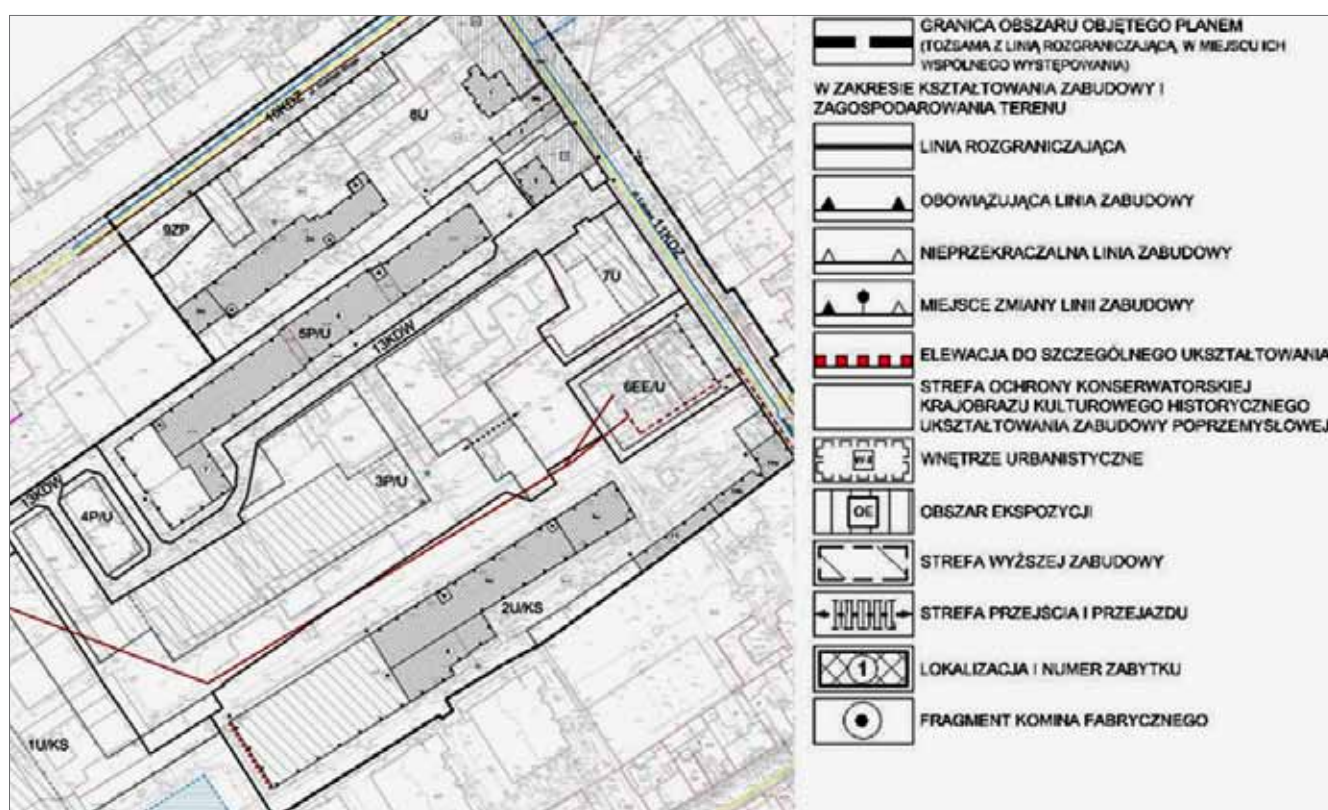 10KDZ
8U
9ZP
11KDZ
7U
5P/U
13KDW
6EE/U
3P/U
13KDW
4P/U
2U/KS
1U/KS
GRANICA OBSZARU OBJĘTEGO PLANEM
(TOŻSAMA Z LINIĄ ROZGRANICZAJĄCĄ, W MIEJSCU ICH
WSPÓLNEGO WYSTĘPOWANIA)
W ZAKRESIE KSZTAŁTOWANIA ZABUDOWY I
ZAGOSPODAROWANIA TERENU
LINIA ROZGRANICZAJĄCA
OBOWIĄZUJĄCA LINIA ZABUDOWY
NIEPRZEKRACZALNA LINIA ZABUDOWY
MIEJSCE ZMIANY LINII ZABUDOWY
ELEWACJA DO SZCZEGÓLNEGO UKSZTAŁTOWANIA
STREFA OCHRONY KONSERWATORSKIEJ
KRAJOBRAZU KULTUROWEGO HISTORYCZNEGO
UKSZTAŁTOWANIA ZABUDOWY POPRZEMYSŁOWEJ
WNĘTRZE URBANISTYCZNE
OE OBSZAR EKSPOZYCJI
STREFA WYŻSZEJ ZABUDOWY
STREFA PRZEJŚCIA I PRZEJAZDU
1 LOKALIZACJA I NUMER ZABYTKU
FRAGMENT KOMINA FABRYCZNEGO